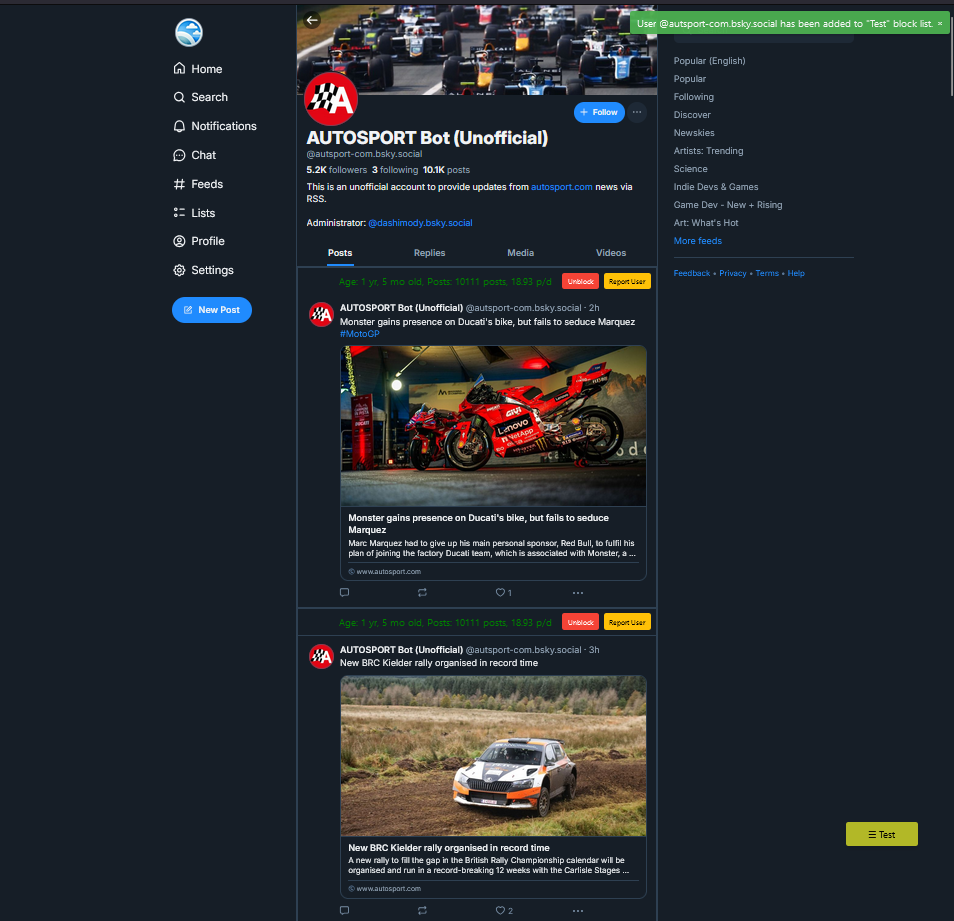 User @autsport-com.bsky.social has been added to "Test" block list. ×
Home
Search
Notifications
Chat
Feeds
Lists
Profile
Settings
New Post
A
+ Follow
AUTOSPORT Bot (Unofficial)
@autsport-com.bsky.social
5.2K followers 3 following 10.1K posts
This is an unofficial account to provide updates from autosport.com news via
RSS.
Administrator: @dashimody.bsky.social
Posts Replies Media Videos
Age: 1 yr, 5 mo old, Posts: 10111 posts, 18.93 p/d Unblock Report User
AUTOSPORT Bot (Unofficial) @autsport-com.bsky.social · 2h
Monster gains presence on Ducati's bike, but fails to seduce Marquez
#MotoGP
GIVI
Lenovo
NetApp
Monster gains presence on Ducati's bike, but fails to seduce
Marquez
Marc Marquez had to give up his main personal sponsor, Red Bull, to fulfil his
plan of joining the factory Ducati team, which is associated with Monster, a ...
www.autosport.com
1
Age: 1 yr, 5 mo old, Posts: 10111 posts, 18.93 p/d Unblock Report User
AUTOSPORT Bot (Unofficial) @autsport-com.bsky.social · 3h
New BRC Kielder rally organised in record time
New BRC Kielder rally organised in record time
A new rally to fill the gap in the British Rally Championship calendar will be
organised and run in a record-breaking 12 weeks with the Carlisle Stages ...
www.autosport.com
2
Popular (English)
Popular
Following
Discover
Newskies
Artists: Trending
Science
Indie Devs & Games
Game Dev - New + Rising
Art: What's Hot
More feeds
Feedback • Privacy • Terms • Help
☰ Test